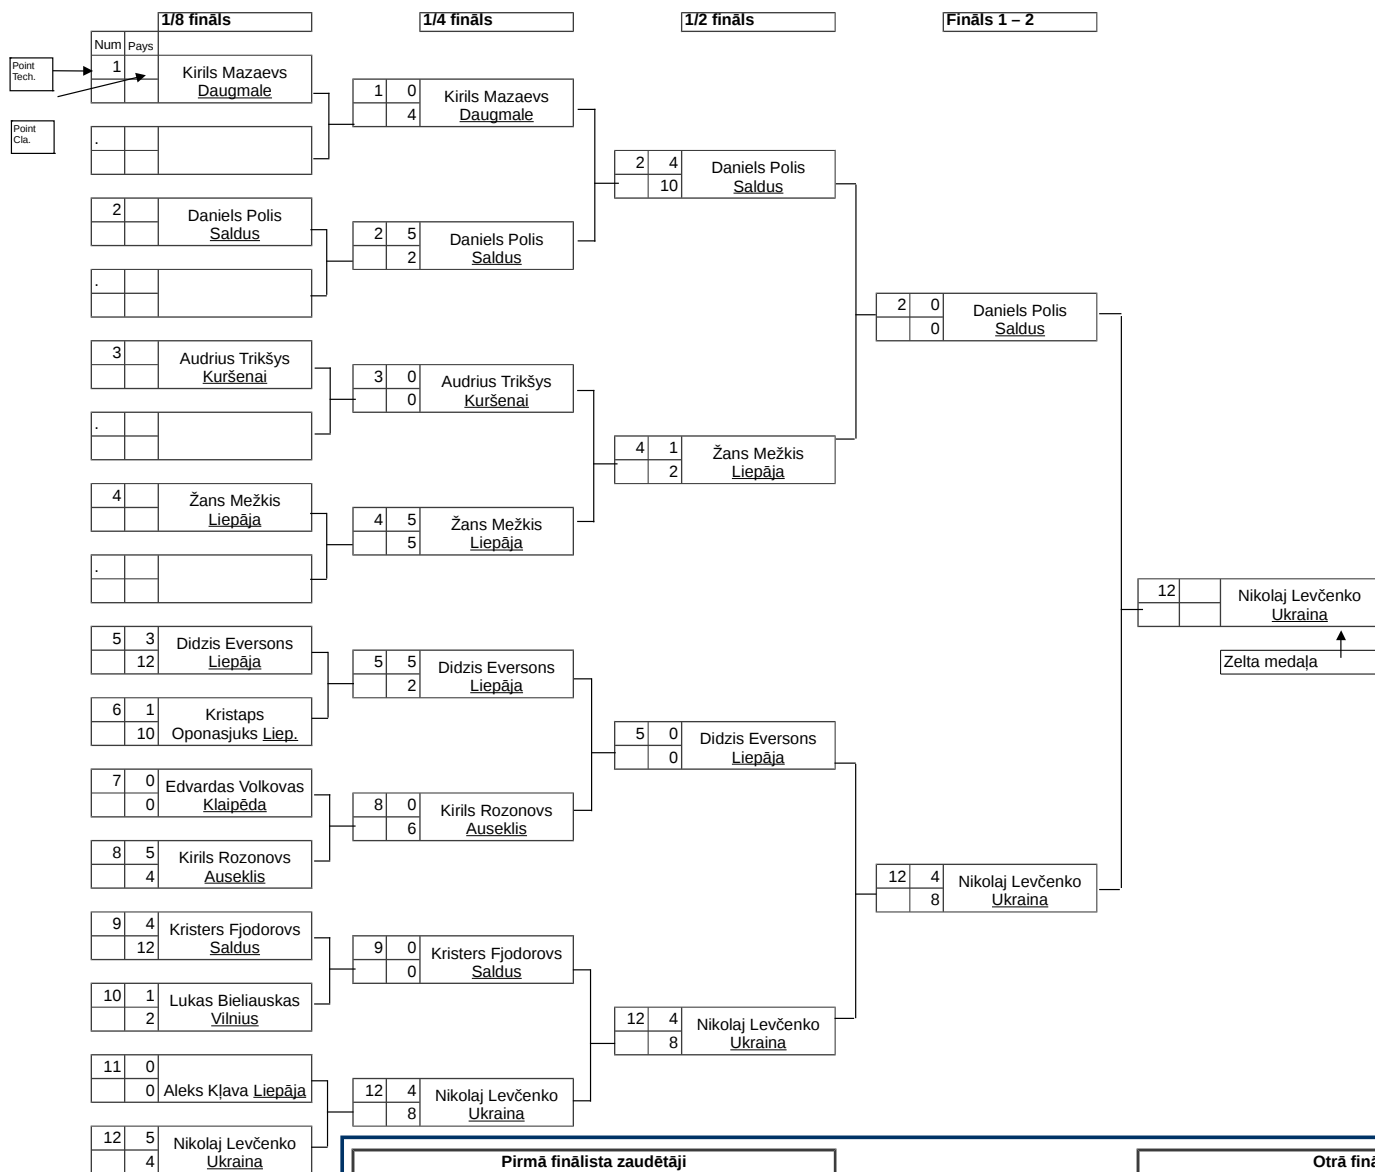 1/8 fināls 1/4 fināls 1/2 fināls Fināls 1 – 2
Num Pays
Point
Tech.
Point
Cla.
1
Kirils Mazaevs
Daugmale
.
2
Daniels Polis
Saldus
.
3
Audrius Trikšys
Kuršenai
.
4
Žans Mežkis
Liepāja
.
5 3
Didzis Eversons
12 Liepāja
6 1
Kristaps
10 Oponasjuks Liep.
7 0
Edvardas Volkovas
0 Klaipēda
8 5
Kirils Rozonovs
4 Auseklis
9 4
Kristers Fjodorovs
12 Saldus
10 1
Lukas Bieliauskas
2 Vilnius
11 0
0 Aleks Kļava Liepāja
12 5
Nikolaj Levčenko
4 Ukraina
1 0
Kirils Mazaevs
4 Daugmale
2 5
Daniels Polis
2 Saldus
3 0
Audrius Trikšys
0 Kuršenai
4 5
Žans Mežkis
5 Liepāja
5 5
Didzis Eversons
2 Liepāja
8 0
Kirils Rozonovs
6 Auseklis
9 0
Kristers Fjodorovs
0 Saldus
12 4
Nikolaj Levčenko
8 Ukraina
2 4
Daniels Polis
10 Saldus
4 1
Žans Mežkis
2 Liepāja
5 0
Didzis Eversons
0 Liepāja
12 4
Nikolaj Levčenko
8 Ukraina
2 0
Daniels Polis
0 Saldus
12 4
Nikolaj Levčenko
8 Ukraina
12
Nikolaj Levčenko
Ukraina
Zelta medaļa
Pirmā finālista zaudētāji
Otrā finā